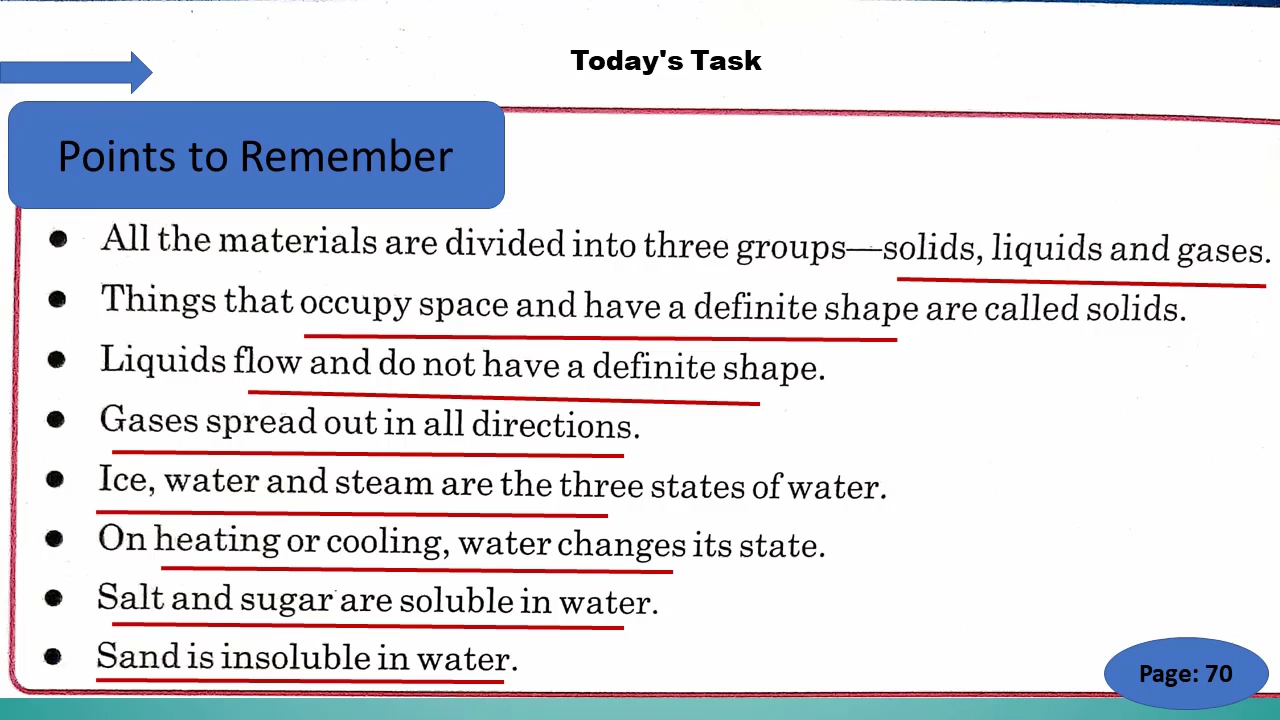 Today's Task
Points to Remember
• All the materials are divided into three groups—solids, liquids and gases.
• Things that occupy space and have a definite shape are called solids.
• Liquids flow and do not have a definite shape.
• Gases spread out in all directions.
• Ice, water and steam are the three states of water.
• On heating or cooling, water changes its state.
• Salt and sugar are soluble in water.
• Sand is insoluble in water.
Page: 70